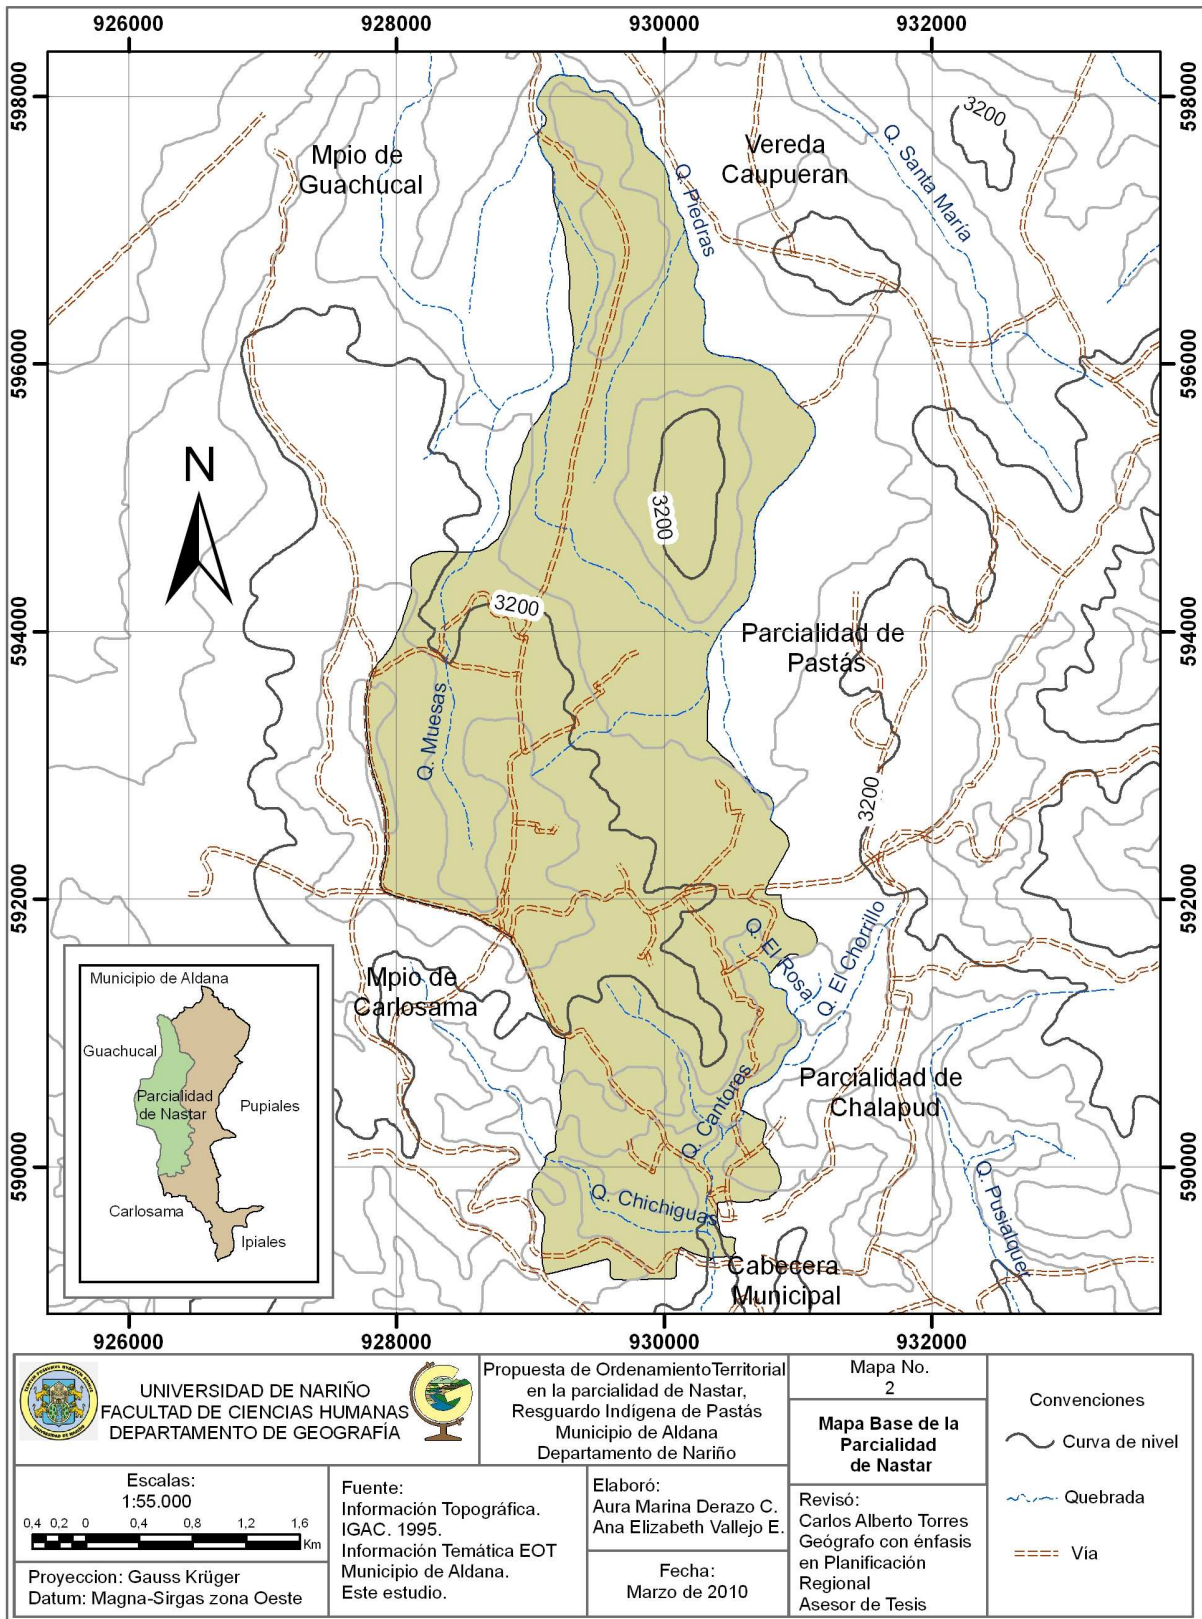 926000
928000
930000
932000
598000
598000
3200
Mpio de
Guachucal
Vereda
Caupueran
Q. Santa María
Q. Piedras
596000
596000
N
3200
594000
594000
3200
Parcialidad de
Pastás
Q. Muesas
3200
592000
592000
Q. El Rosa
Q. El Chorrillo
Mpio de
Carlosama
Municipio de Aldana
Guachucal
Parcialidad
de Nastar
Pupiales
Carlosama
Ipiales
Q. Cantores
Parcialidad de
Chalapud
590000
590000
Q. Chichiguas
Q. Pusialquer
Cabecera
Municipal
926000
928000
930000
932000
UNIVERSIDAD DE NARIÑO
FACULTAD DE CIENCIAS HUMANAS
DEPARTAMENTO DE GEOGRAFÍA
Propuesta de OrdenamientoTerritorial
en la parcialidad de Nastar,
Resguardo Indígena de Pastás
Municipio de Aldana
Departamento de Nariño
Mapa No.
2
Mapa Base de la
Parcialidad
de Nastar
Convenciones
Curva de nivel
Quebrada
Vía
Escalas:
1:55.000
0,4 0,2 0 0,4 0,8 1,2 1,6
Km
Proyeccion: Gauss Krüger
Datum: Magna-Sirgas zona Oeste
Fuente:
Información Topográfica.
IGAC. 1995.
Información Temática EOT
Municipio de Aldana.
Este estudio.
Elaboró:
Aura Marina Derazo C.
Ana Elizabeth Vallejo E.
Fecha:
Marzo de 2010
Revisó:
Carlos Alberto Torres
Geógrafo con énfasis
en Planificación
Regional
Asesor de Tesis